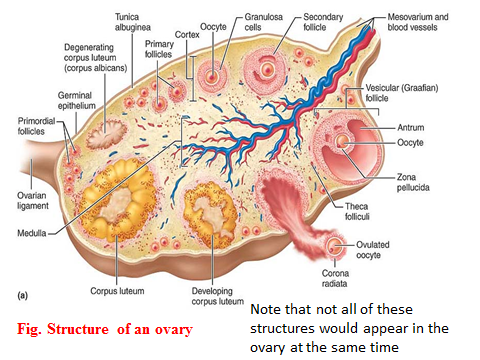 Tunica
albuginea
Oocyte
Granulosa
cells
Secondary
follicle
Mesovarium and
blood vessels
Cortex
Primary
follicles
Degenerating
corpus luteum
(corpus albicans)
Germinal
epithelium
Primordial
follicles
Vesicular (Graafian)
follicle
Antrum
Oocyte
Zona
pellucida
Theca
folliculi
Ovarian
ligament
Medulla
Ovulated
oocyte
Corona
radiata
Corpus luteum
Developing
corpus luteum
(a)
Fig. Structure of an ovary
Note that not all of these
structures would appear in the
ovary at the same time